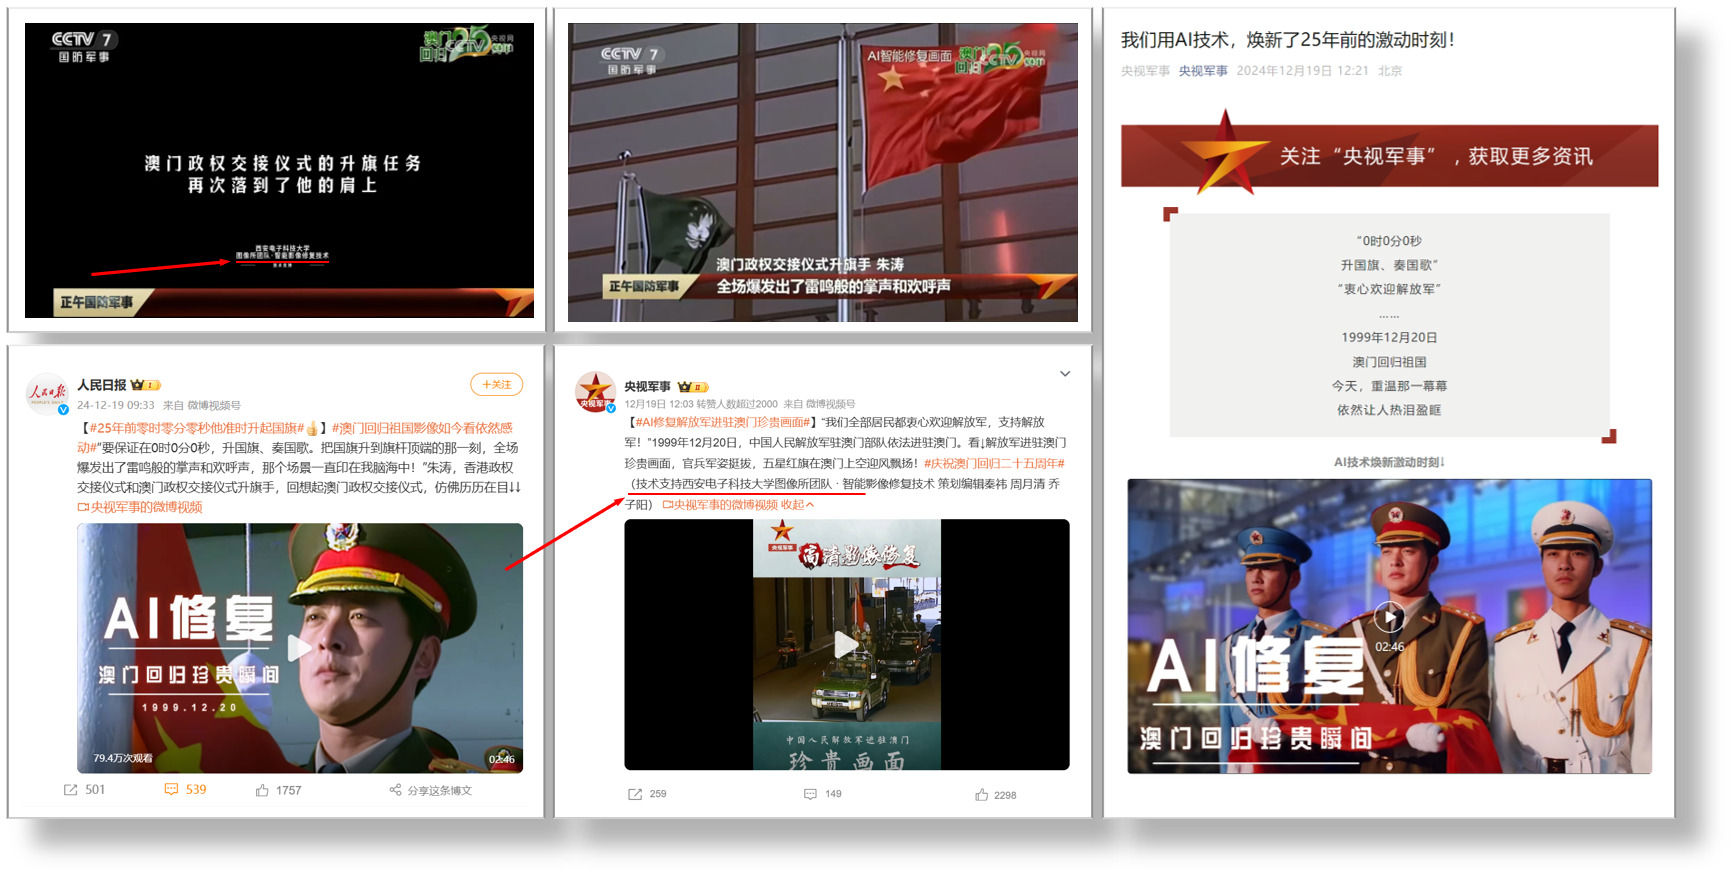 CCTV 7
国防军事
澳门回归 25
CCTV.com 央视网
澳门政权交接仪式的升旗任务
再次落到了他的肩上
西安电子科技大学
图像所团队·智能影像修复技术
正午国防军事
CCTV 7
国防军事
AI智能修复画面
澳门回归 25
CCTV.com 央视网
澳门政权交接仪式升旗手 朱涛
正午国防军事
全场爆发出了雷鸣般的掌声和欢呼声
人民日报
PEOPLE'S DAILY
人民日报 I
+关注
24-12-19 09:33 来自 微博视频号
【#25年前零时零分零秒他准时升起国旗#👍】#澳门回归祖国影像如今看依然感
动#“要保证在0时0分0秒，升国旗、奏国歌。把国旗升到旗杆顶端的那一刻，全场
爆发出了雷鸣般的掌声和欢呼声，那个场景一直印在我脑海中！”朱涛，香港政权
交接仪式和澳门政权交接仪式升旗手，回想起澳门政权交接仪式，仿佛历历在目↓↓
央视军事的微博视频
AI修复
澳门回归珍贵瞬间
1999.12.20
79.4万次观看
02:46
501
539
1757
分享这条博文
央视军事
央视军事 II
12月19日 12:03 转赞人数超过2000 来自 微博视频号
【#AI修复解放军进驻澳门珍贵画面#】“我们全部居民都衷心欢迎解放军，支持解放
军！”1999年12月20日，中国人民解放军驻澳门部队依法进驻澳门。看↓解放军进驻澳门
珍贵画面，官兵军姿挺拔，五星红旗在澳门上空迎风飘扬！#庆祝澳门回归二十五周年#
（技术支持西安电子科技大学图像所团队 · 智能影像修复技术 策划编辑秦祎 周月清 乔
子阳） 央视军事的微博视频 收起
央视军事
高清影像修复
中国人民解放军进驻澳门
珍贵画面
259
149
2298
我们用AI技术，焕新了25年前的激动时刻！
央视军事 央视军事 2024年12月19日 12:21 北京
关注“央视军事”，获取更多资讯
“0时0分0秒
升国旗、奏国歌”
“衷心欢迎解放军”
……
1999年12月20日
澳门回归祖国
今天，重温那一幕幕
依然让人热泪盈眶
AI技术焕新激动时刻↓
02:46
AI修复
澳门回归珍贵瞬间